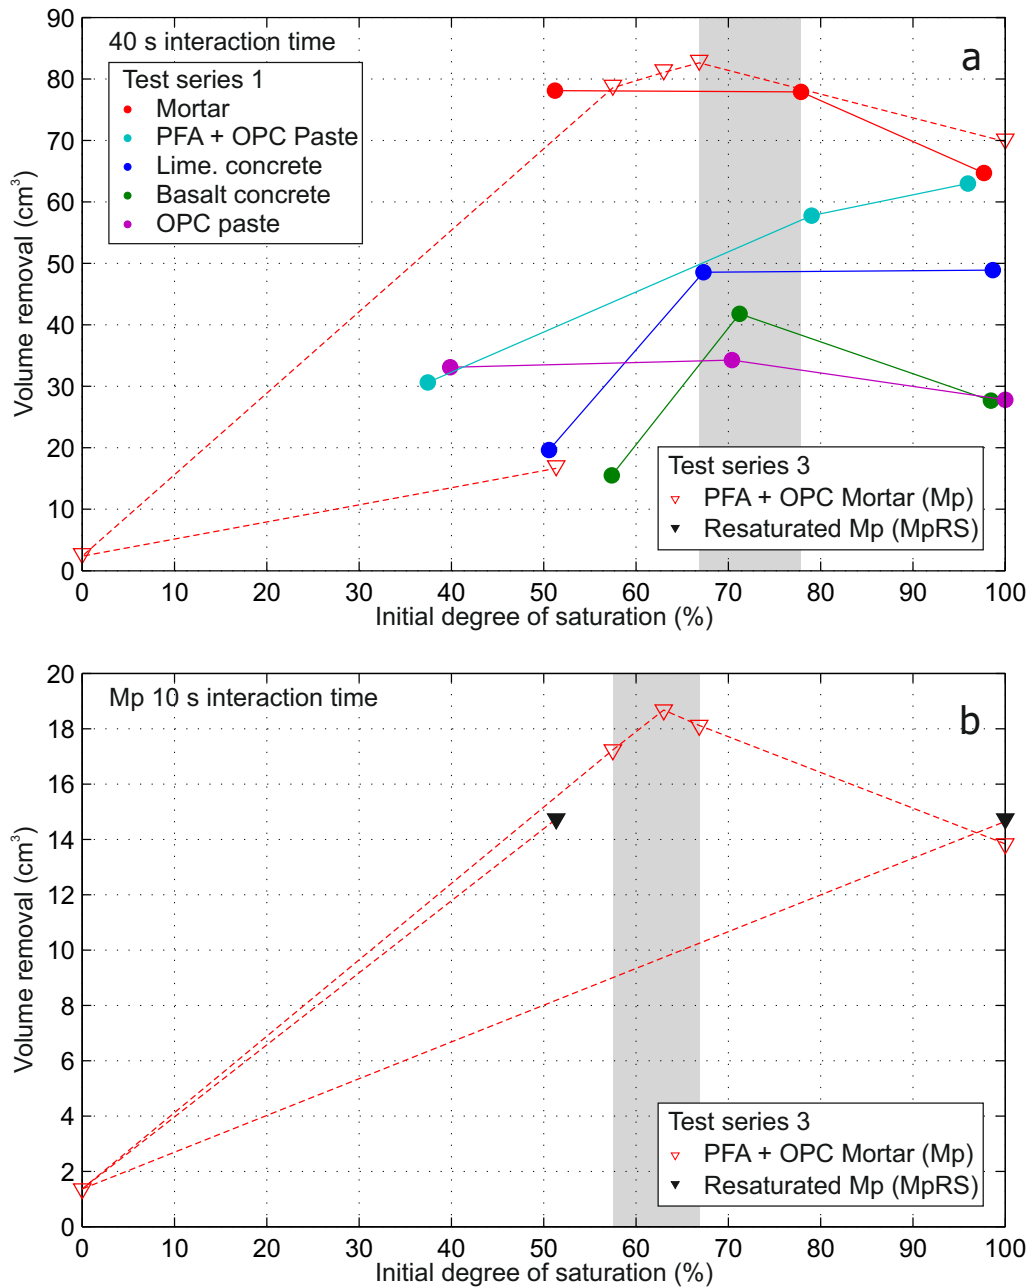 90
80
70
60
50
40
30
20
10
0
Volume removal (cm³)
40 s interaction time
a
Test series 1
Mortar
PFA + OPC Paste
Lime. concrete
Basalt concrete
OPC paste
Test series 3
PFA + OPC Mortar (Mp)
Resaturated Mp (MpRS)
0 10 20 30 40 50 60 70 80 90 100
Initial degree of saturation (%)
20
18
16
14
12
10
8
6
4
2
0
Volume removal (cm³)
Mp 10 s interaction time
b
Test series 3
PFA + OPC Mortar (Mp)
Resaturated Mp (MpRS)
0 10 20 30 40 50 60 70 80 90 100
Initial degree of saturation (%)